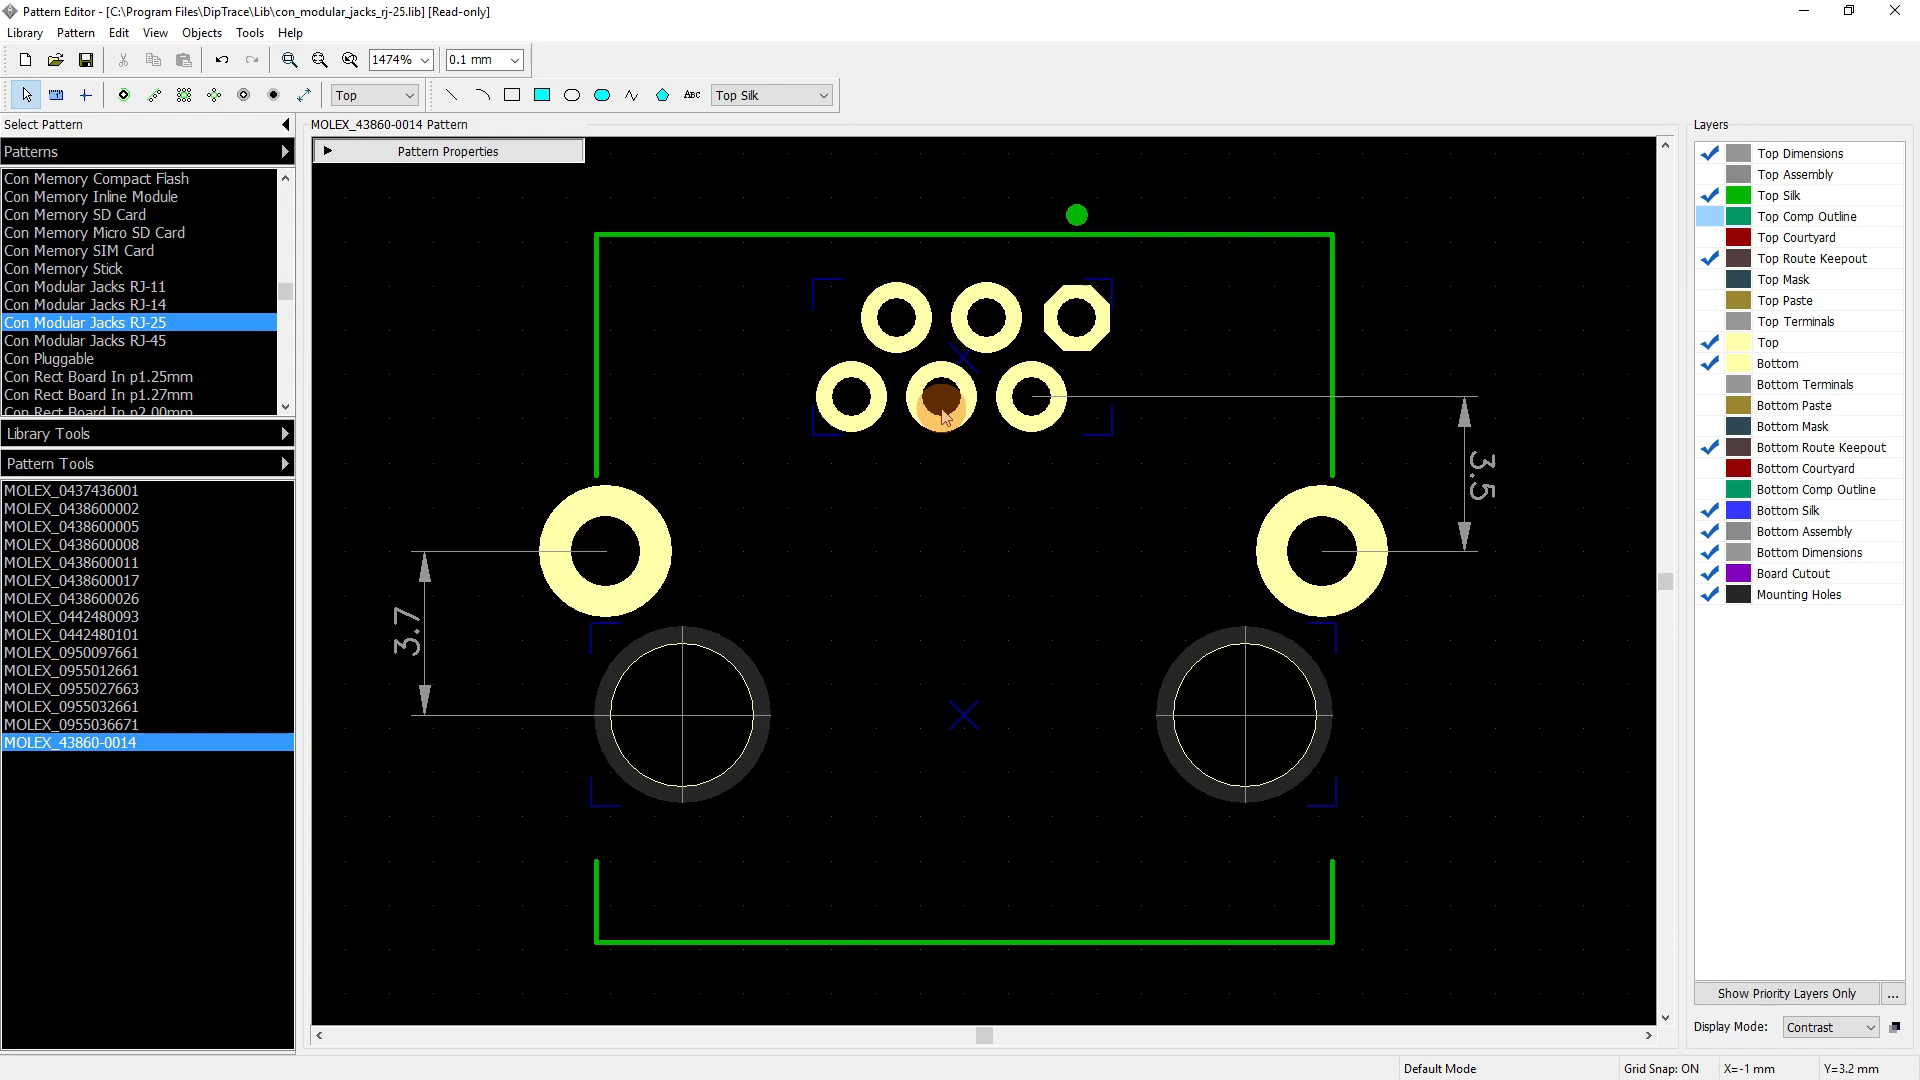 Pattern Editor - [C:\Program Files\DipTrace\Lib\con_modular_jacks_rj-25.lib] [Read-only]
Library Pattern Edit View Objects Tools Help
1474% 0.1 mm
Top Abc Top Silk
Select Pattern
Patterns
Con Memory Compact Flash
Con Memory Inline Module
Con Memory SD Card
Con Memory Micro SD Card
Con Memory SIM Card
Con Memory Stick
Con Modular Jacks RJ-11
Con Modular Jacks RJ-14
Con Modular Jacks RJ-25
Con Modular Jacks RJ-45
Con Pluggable
Con Rect Board In p1.25mm
Con Rect Board In p1.27mm
Con Rect Board In p2.00mm
Library Tools
Pattern Tools
MOLEX_0437436001
MOLEX_0438600002
MOLEX_0438600005
MOLEX_0438600008
MOLEX_0438600011
MOLEX_0438600017
MOLEX_0438600026
MOLEX_0442480093
MOLEX_0442480101
MOLEX_0950097661
MOLEX_0955012661
MOLEX_0955027663
MOLEX_0955032661
MOLEX_0955036671
MOLEX_43860-0014
MOLEX_43860-0014 Pattern
Pattern Properties
3.5
3.7
Layers
Top Dimensions
Top Assembly
Top Silk
Top Comp Outline
Top Courtyard
Top Route Keepout
Top Mask
Top Paste
Top Terminals
Top
Bottom
Bottom Terminals
Bottom Paste
Bottom Mask
Bottom Route Keepout
Bottom Courtyard
Bottom Comp Outline
Bottom Silk
Bottom Assembly
Bottom Dimensions
Board Cutout
Mounting Holes
Show Priority Layers Only ...
Display Mode: Contrast
Default Mode Grid Snap: ON X=-1 mm Y=3.2 mm